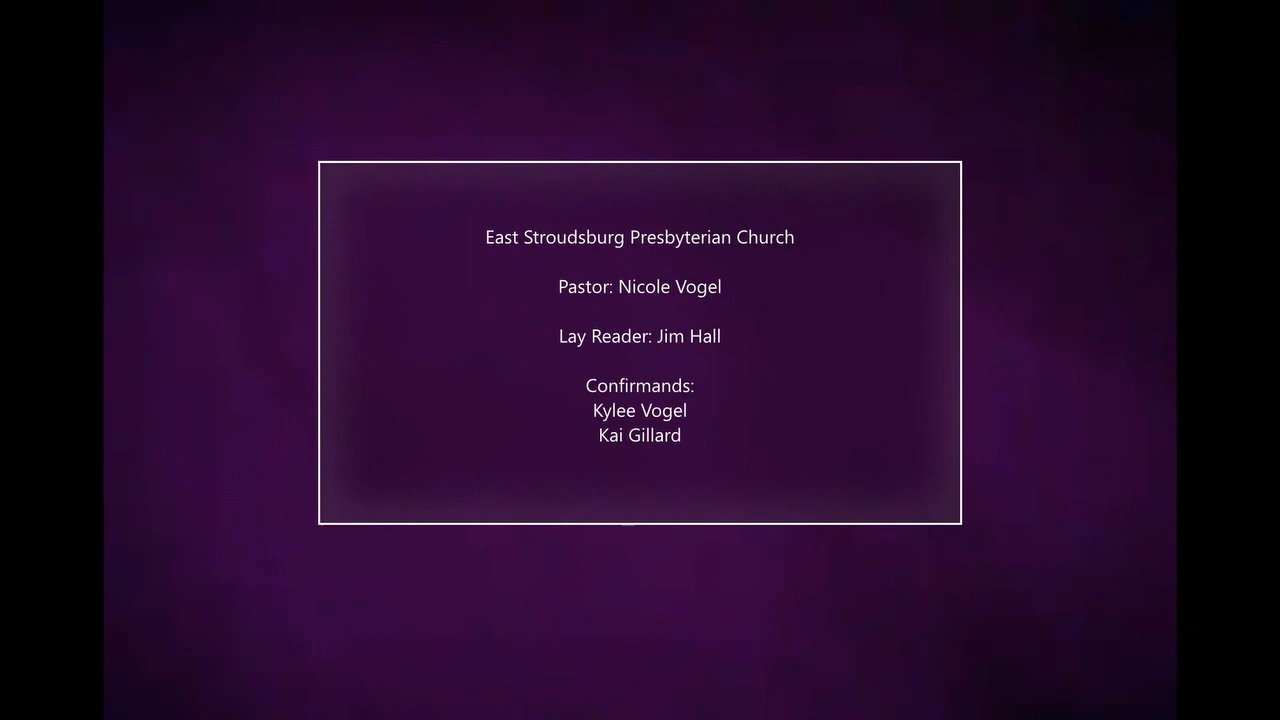 East Stroudsburg Presbyterian Church
Pastor: Nicole Vogel
Lay Reader: Jim Hall
Confirmands:
Kylee Vogel
Kai Gillard